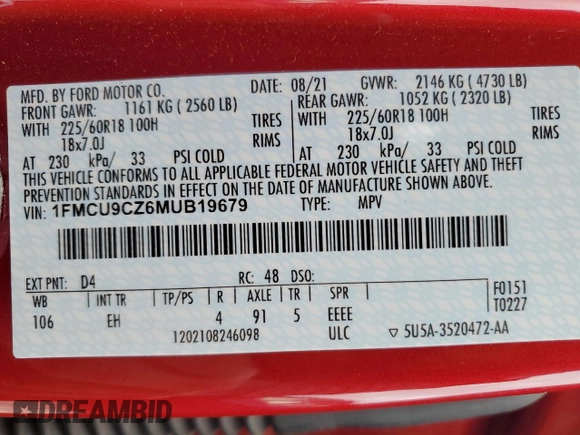 MFD. BY FORD MOTOR CO. DATE: 08/21 GVWR: 2146 KG ( 4730 LB)
FRONT GAWR: 1161 KG ( 2560 LB) REAR GAWR: 1052 KG ( 2320 LB)
WITH 225/60R18 100H TIRES WITH 225/60R18 100H TIRES
18x7.0J RIMS 18x7.0J RIMS
AT 230 kPa/ 33 PSI COLD AT 230 kPa/ 33 PSI COLD
THIS VEHICLE CONFORMS TO ALL APPLICABLE FEDERAL MOTOR VEHICLE SAFETY AND THEFT PREVENTION
STANDARDS IN EFFECT ON THE DATE OF MANUFACTURE SHOWN ABOVE.
VIN: 1FMCU9CZ6MUB19679 TYPE: MPV
EXT PNT: D4 RC: 48 DSO: F0151
WB INT TR TP/PS R AXLE TR SPR T0227
106 EH 4 91 5 EEEE
1202108246098 ULC ▽ 5U5A-3520472-AA
DREAMBID